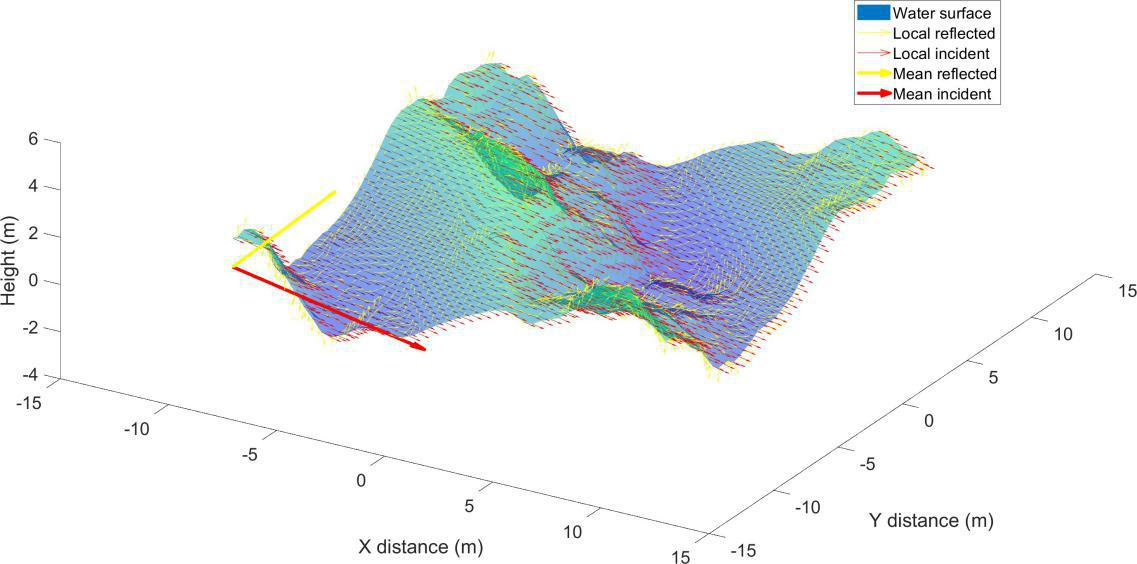 Water surface
Local reflected
Local incident
Mean reflected
Mean incident
6
4
2
0
-2
-4
Height (m)
-15
-10
-5
0
5
10
15
X distance (m)
-15
-10
-5
0
5
10
15
Y distance (m)